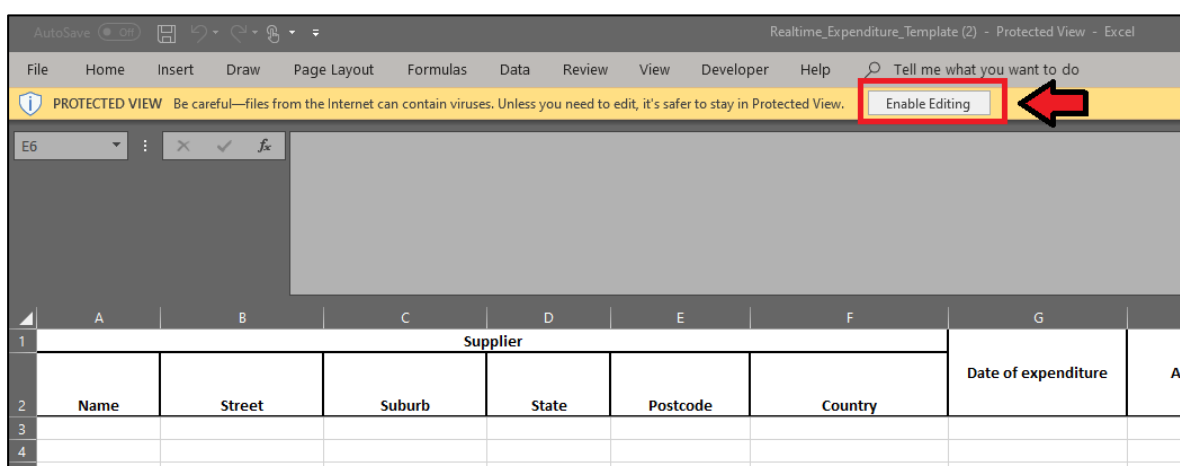 AutoSave Off Realtime_Expenditure_Template (2) - Protected View - Excel
File Home Insert Draw Page Layout Formulas Data Review View Developer Help Tell me what you want to do
PROTECTED VIEW Be careful—files from the Internet can contain viruses. Unless you need to edit, it's safer to stay in Protected View. Enable Editing
E6 fx
A B C D E F G
1 Supplier
Date of expenditure A
2 Name Street Suburb State Postcode Country
3
4